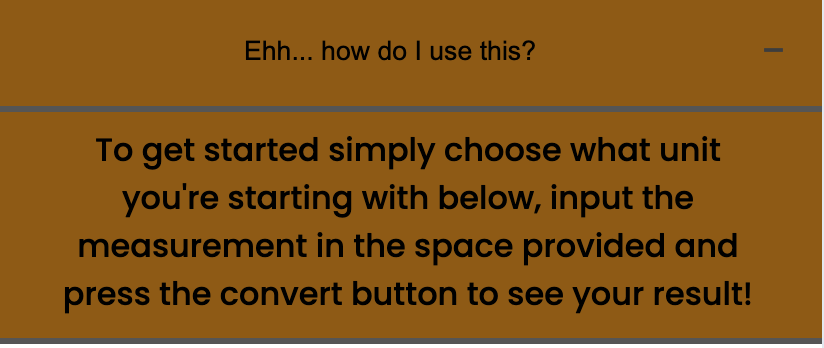 Ehh... how do I use this?
To get started simply choose what unit
you're starting with below, input the
measurement in the space provided and
press the convert button to see your result!